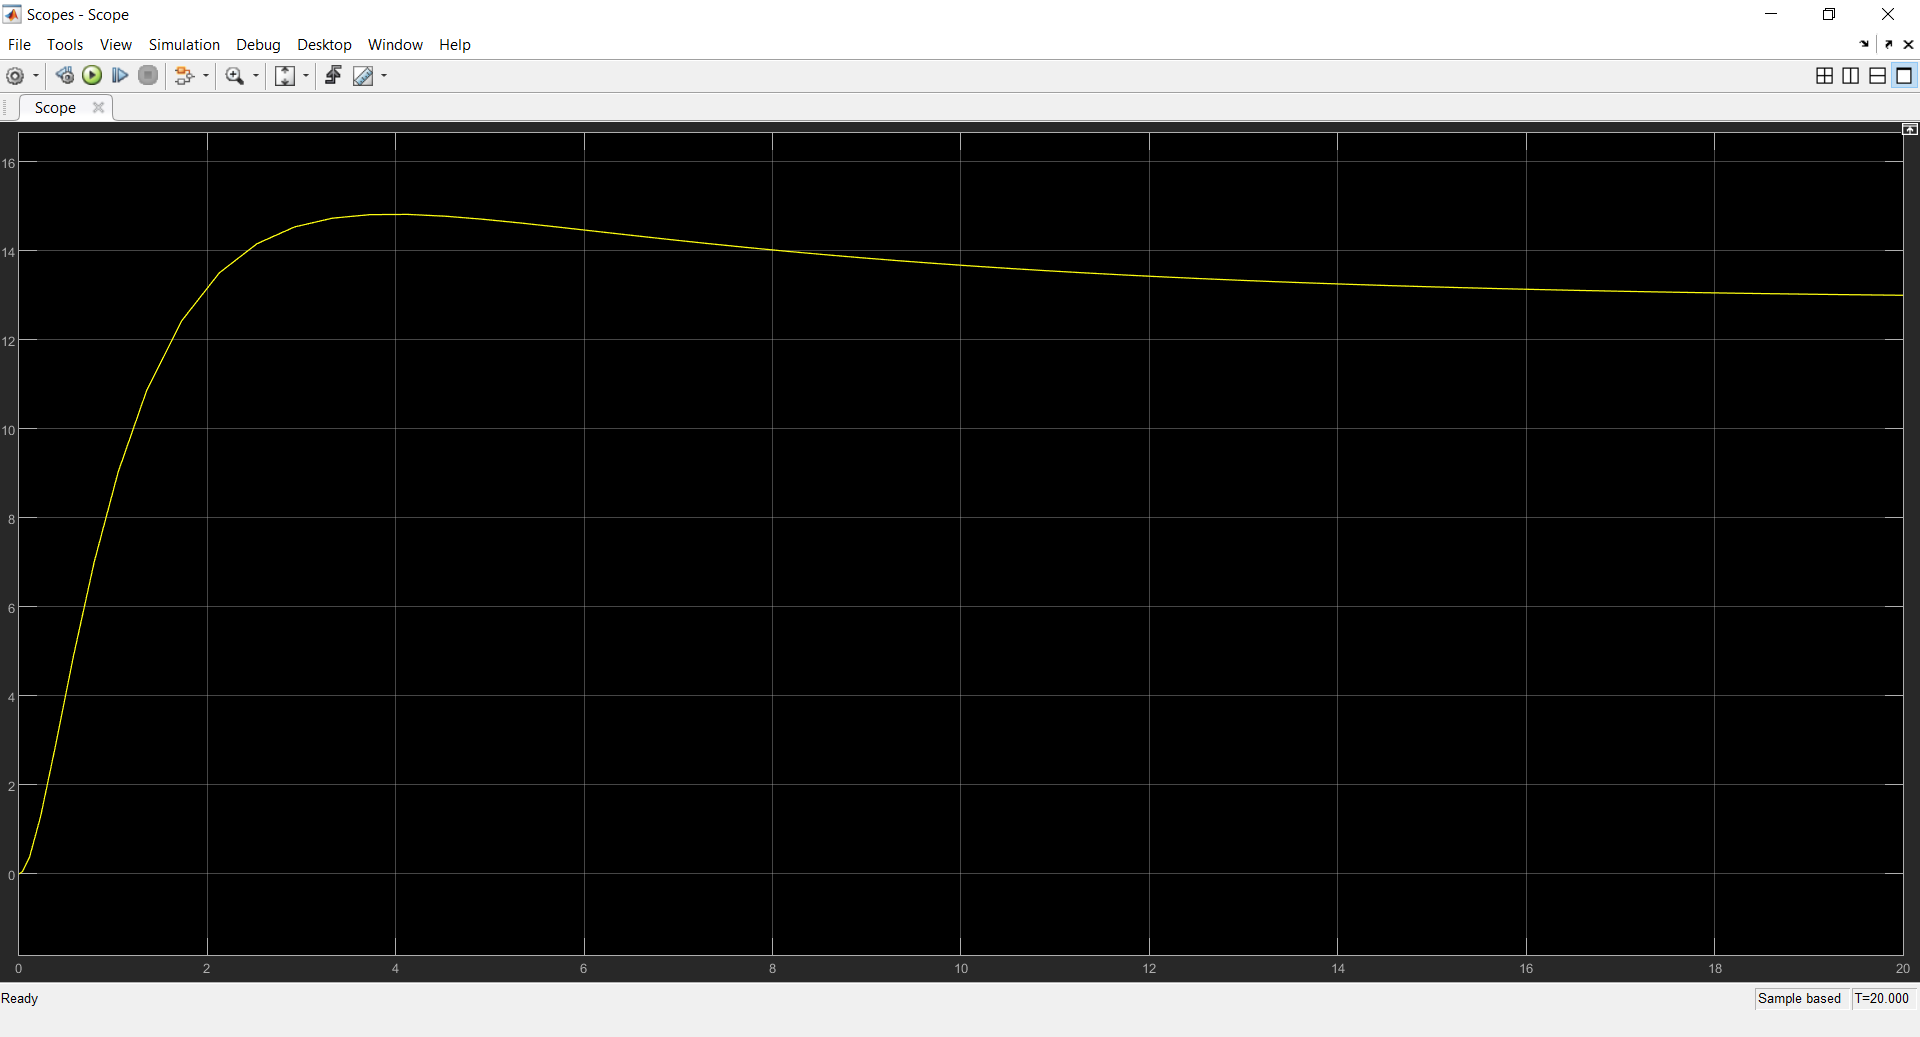 Scopes - Scope
File Tools View Simulation Debug Desktop Window Help
Scope
16
14
12
10
8
6
4
2
0
0 2 4 6 8 10 12 14 16 18 20
Ready
Sample based T=20.000